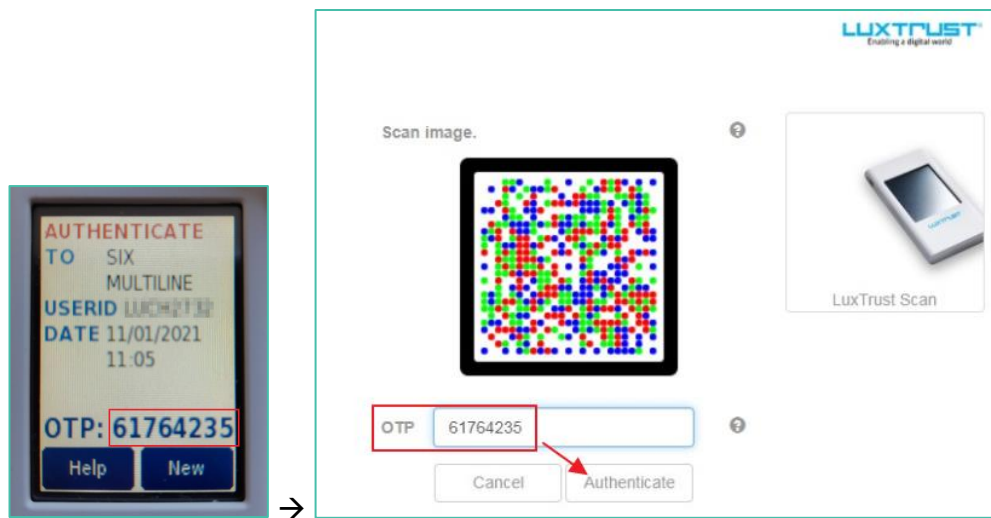 AUTHENTICATE
TO SIX
MULTILINE
USERID
DATE 11/01/2021
11:05
OTP: 61764235
Help New
→
LUXTRUST
Enabling a digital world
Scan image.
LUXTRUST
LuxTrust Scan
OTP 61764235
Cancel Authenticate